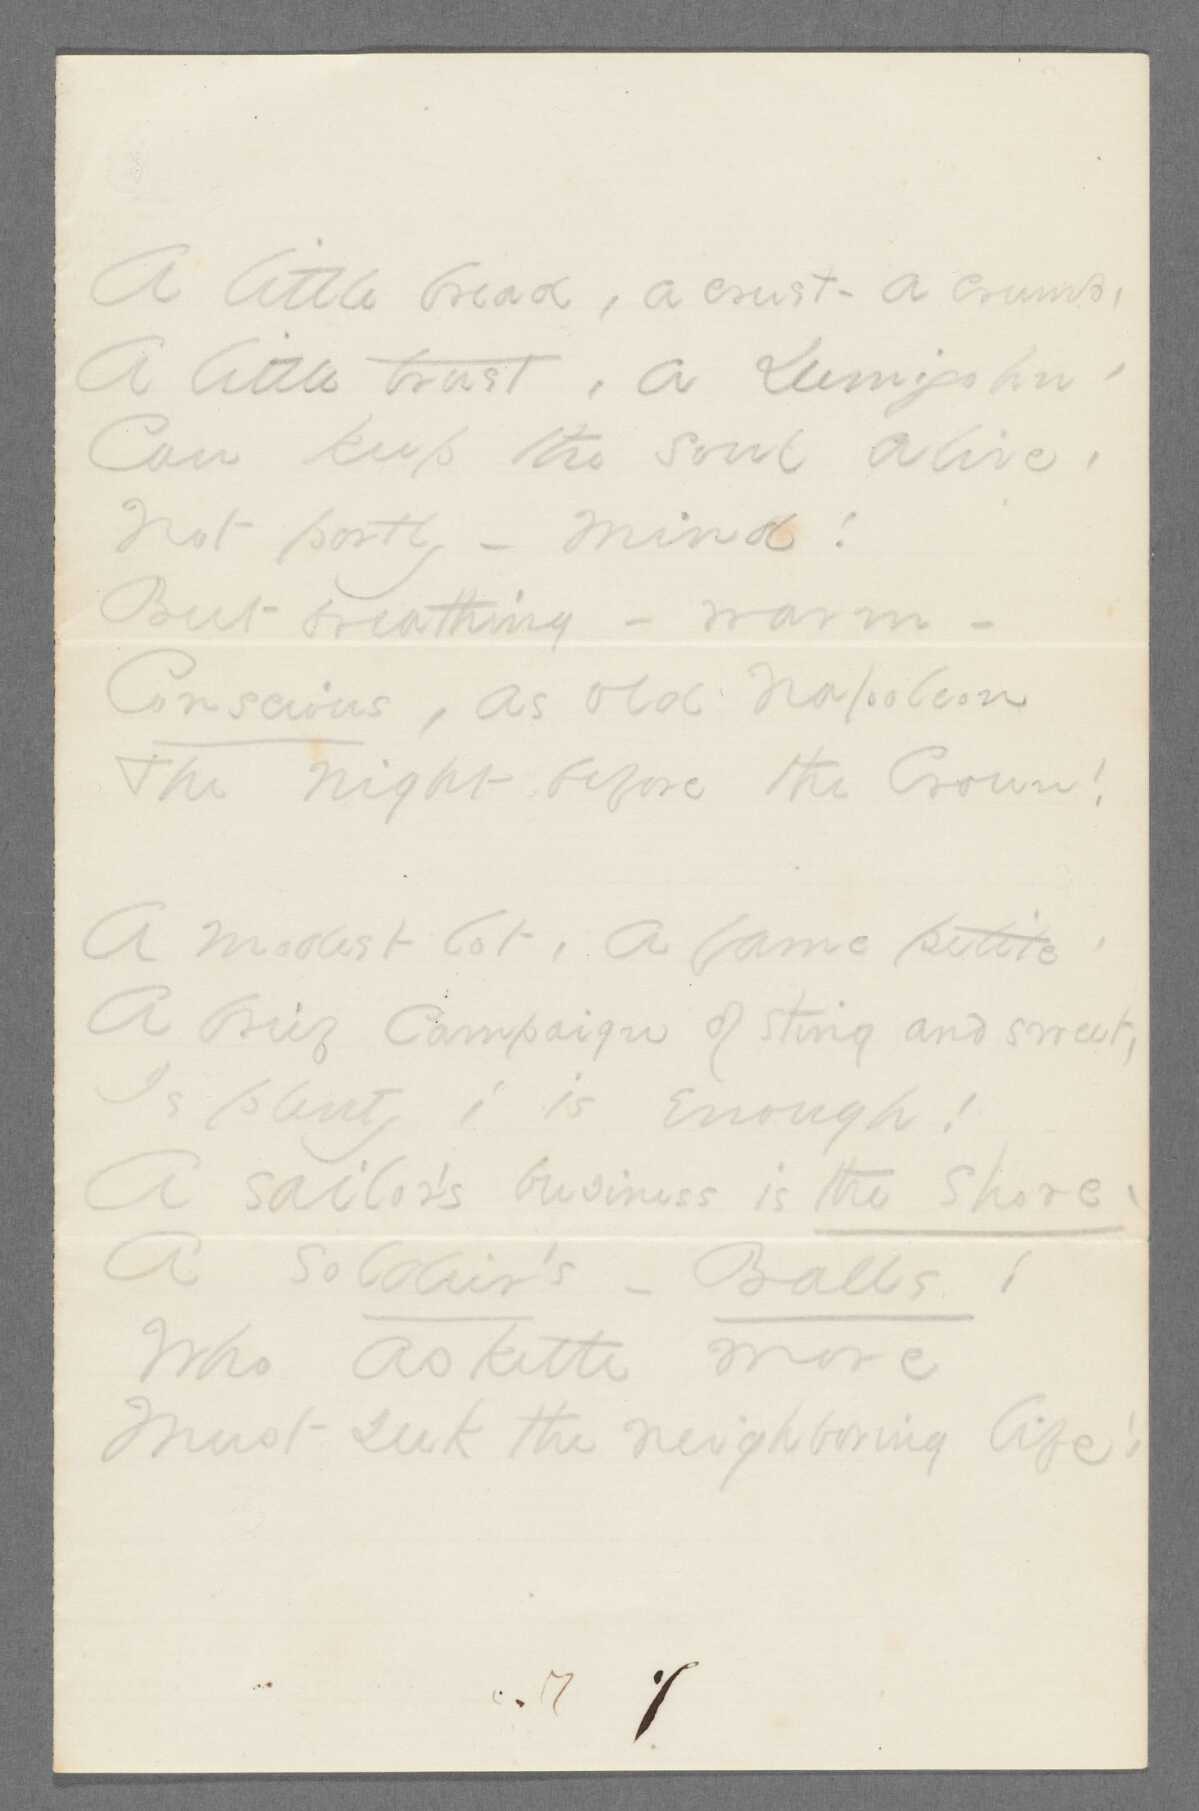 A little bread, a crust - a crumb,
A little trust, a demijohn,
Can keep the soul alive,
Not portly - mind!
But breathing - warm -
Conscious, as old Napoleon
The night before the Crown!
A modest lot, a fame petite,
A brief Campaign of sting and sweet,
Is plenty! is enough!
A sailor's business is the shore,
A soldier's - balls!
Who asketh more
Must seek the neighboring life!